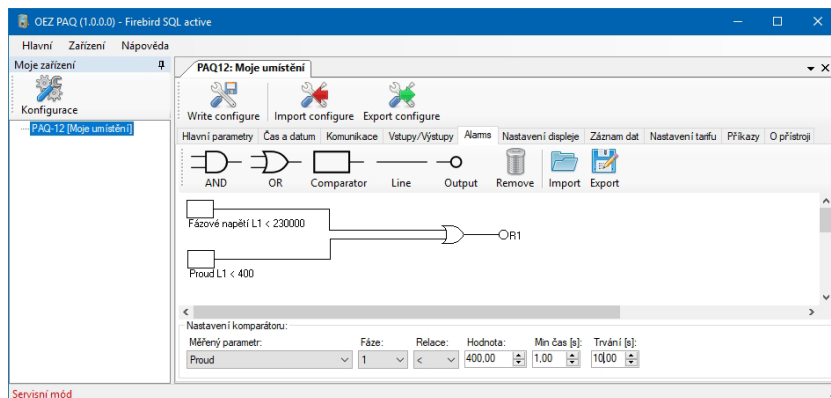 OEZ PAQ (1.0.0.0) - Firebird SQL active
Hlavní Zařízení Nápověda
Moje zařízení
PAQ12: Moje umístění
Konfigurace
Write configure Import configure Export configure
PAQ-12 [Moje umístění]
Hlavní parametry Čas a datum Komunikace Vstupy/Výstupy Alarms Nastavení displeje Záznam dat Nastavení tarifu Příkazy O přístroji
AND OR Comparator Line Output Remove Import Export
Fázové napětí L1 < 230000
R1
Proud L1 < 400
Nastavení komparátoru:
Měřený parametr: Fáze: Relace: Hodnota: Min čas [s]: Trvání [s]:
Proud 1 < 400,00 1,00 10,00
Servisní mód